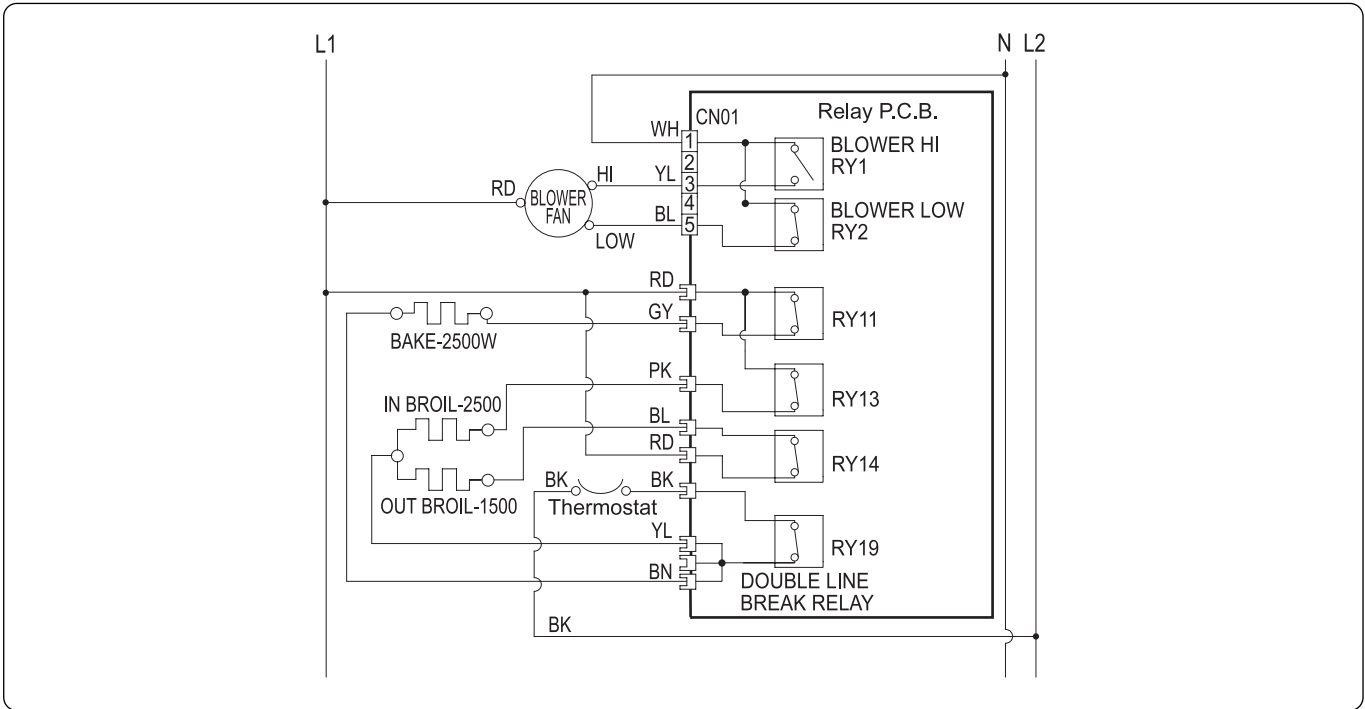 L1
N L2
Relay P.C.B.
CN01
WH
1
BLOWER HI
RY1
2
HI
YL
3
RD
BLOWER
FAN
4
BLOWER LOW
RY2
BL
5
LOW
RD
GY
RY11
BAKE-2500W
PK
RY13
IN BROIL-2500
BL
RD
RY14
BK
BK
OUT BROIL-1500
Thermostat
YL
RY19
BN
DOUBLE LINE
BREAK RELAY
BK